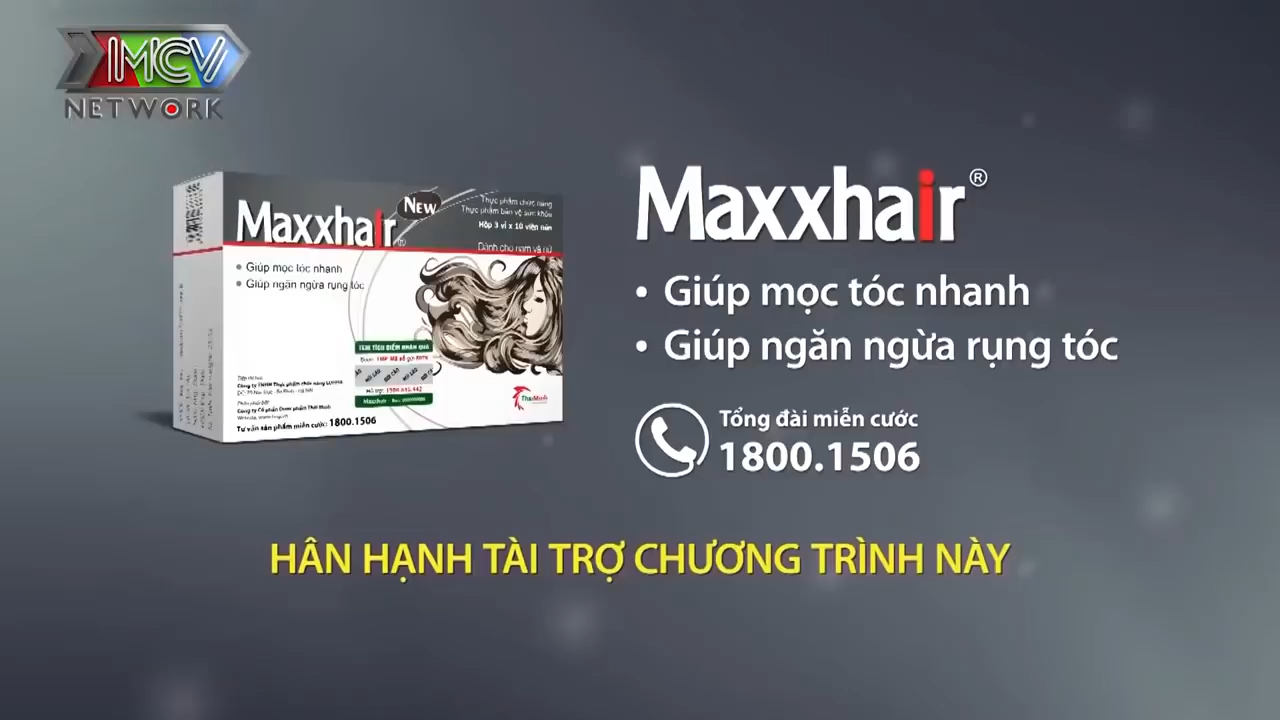 MCV
NETWORK
Maxxhair®
• Giúp mọc tóc nhanh
• Giúp ngăn ngừa rụng tóc
Tổng đài miễn cước
1800.1506
HÂN HẠNH TÀI TRỢ CHƯƠNG TRÌNH NÀY
Maxxhair
NEW
Thực phẩm chức năng
Thực phẩm bảo vệ sức khỏe
Hộp 3 vỉ x 10 viên nén
Dành cho nam và nữ
• Giúp mọc tóc nhanh
• Giúp ngăn ngừa rụng tóc
Tư vấn sản phẩm miễn cước: 1800.1506